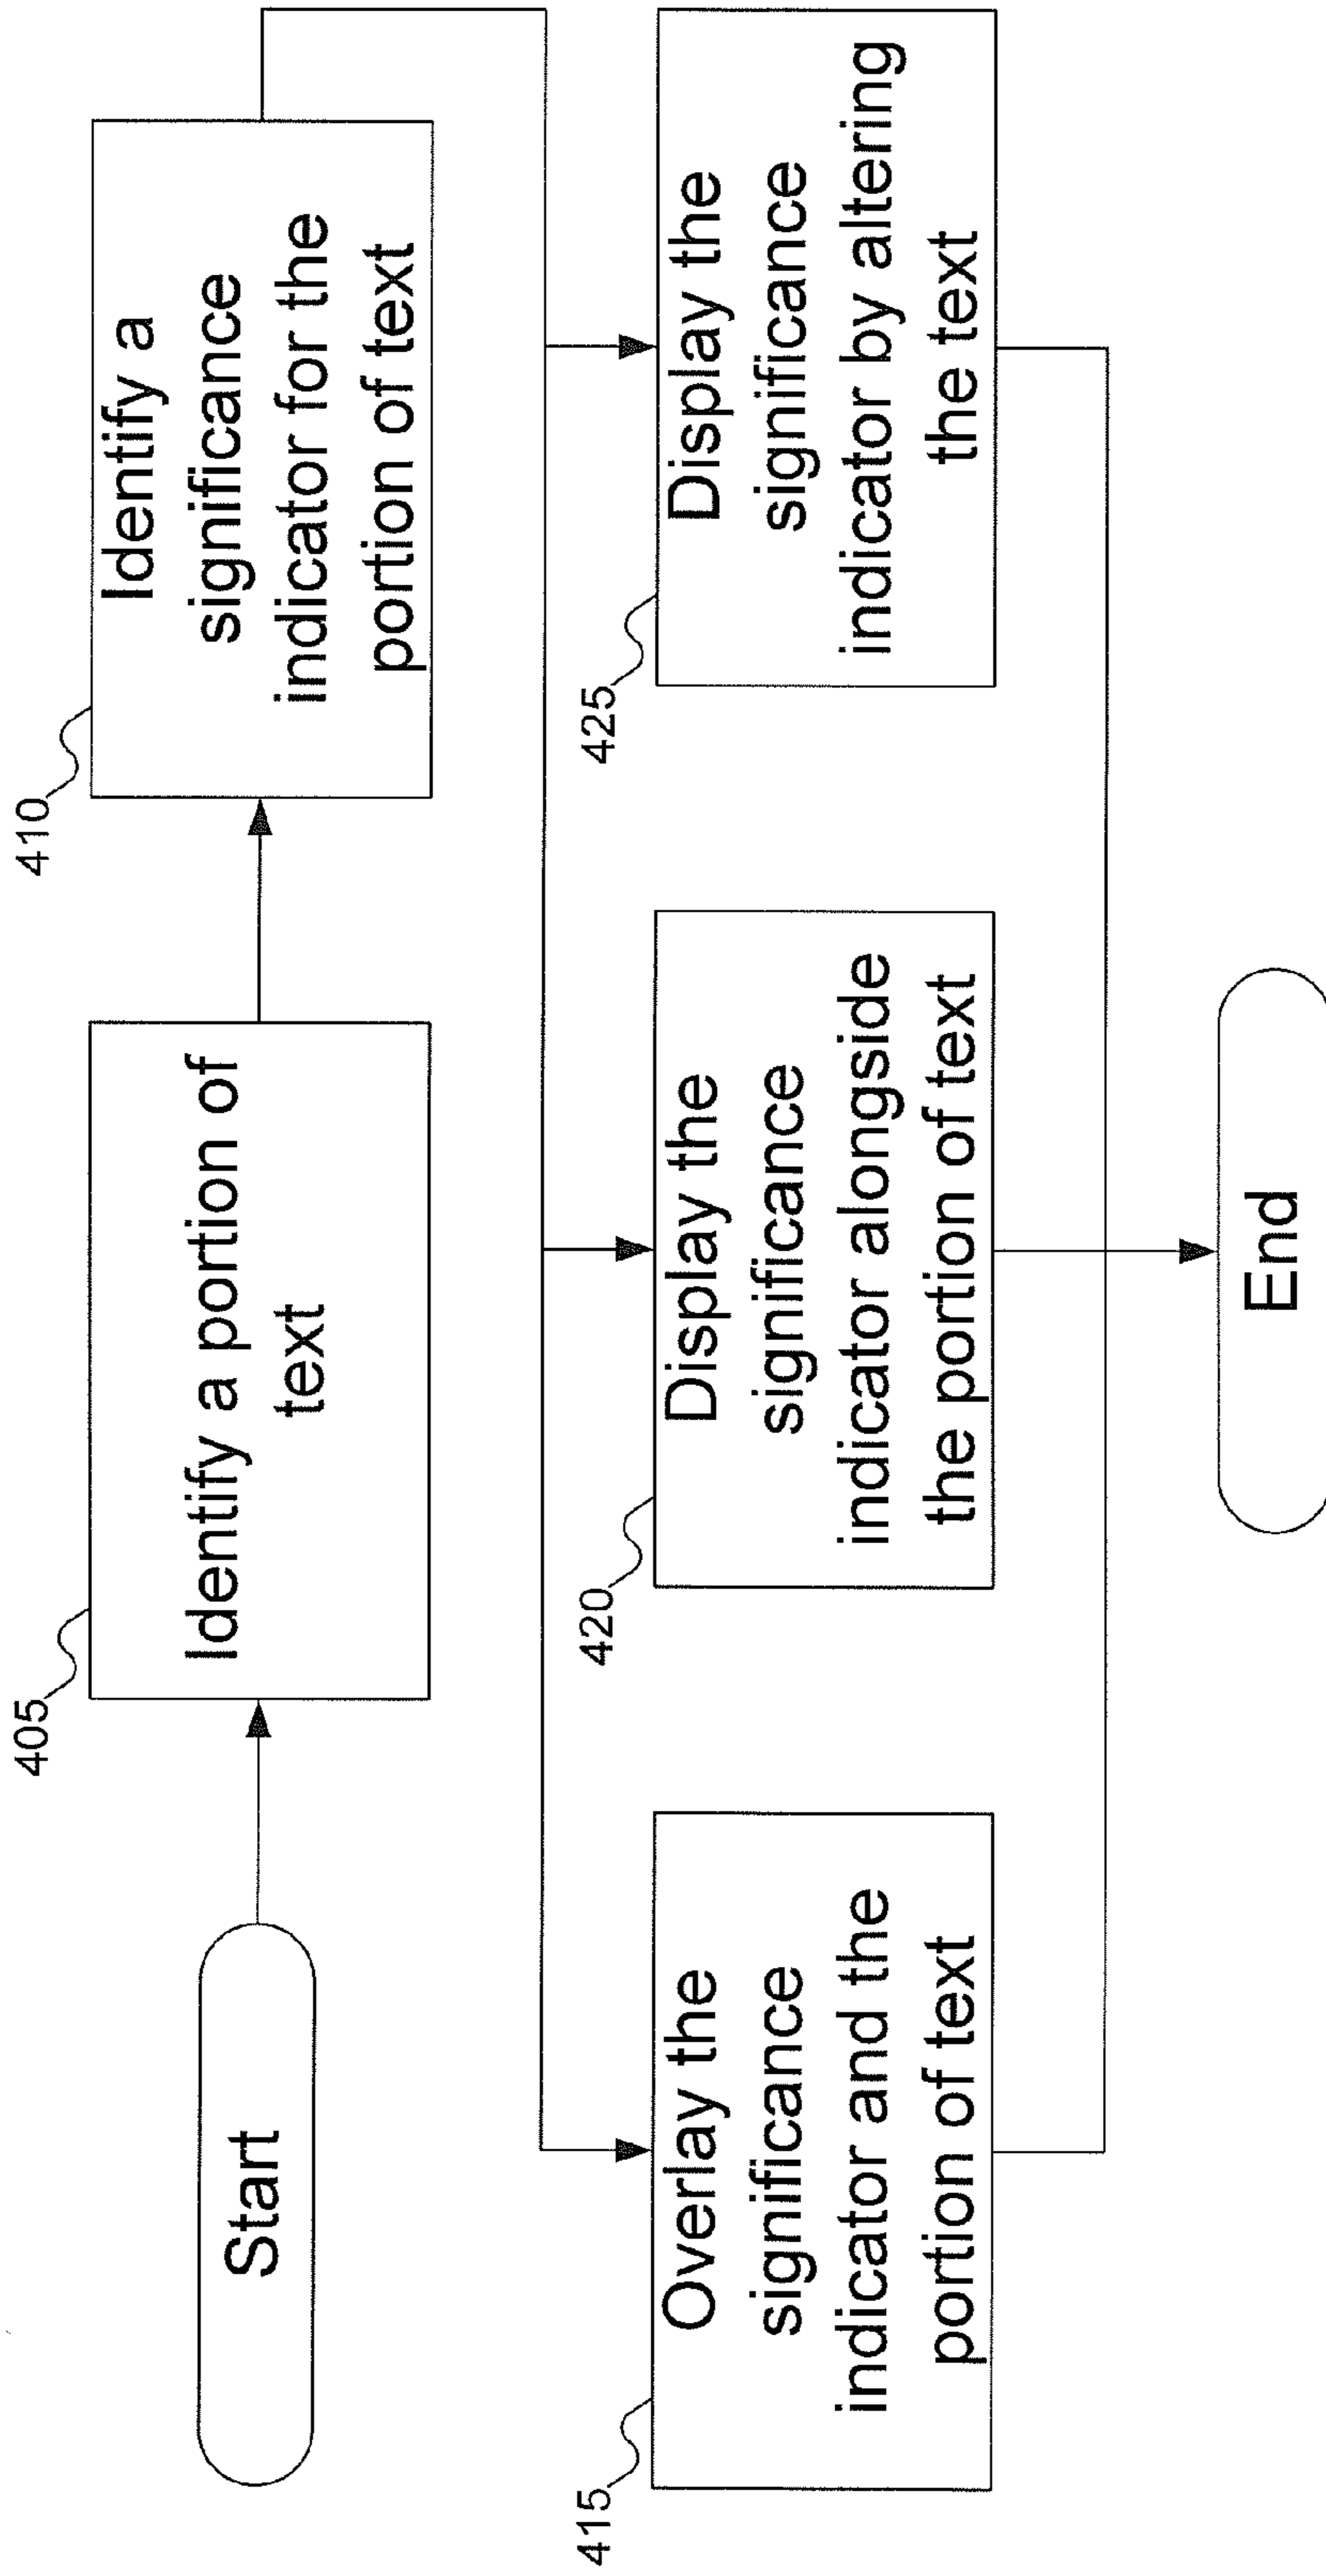 Start
405
Identify a portion of
text
410
Identify a
significance
indicator for the
portion of text
415
Overlay the
significance
indicator and the
portion of text
420
Display the
significance
indicator alongside
the portion of text
425
Display the
significance
indicator by altering
the text
End